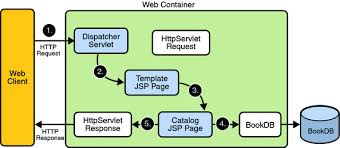 Web Container
1.
HTTP
Request
Dispatcher
Servlet
HttpServlet
Request
2.
Template
JSP Page
3.
Web
Client
HttpServlet
Response
5.
Catalog
JSP Page
4.
BookDB
BookDB
HTTP
Response